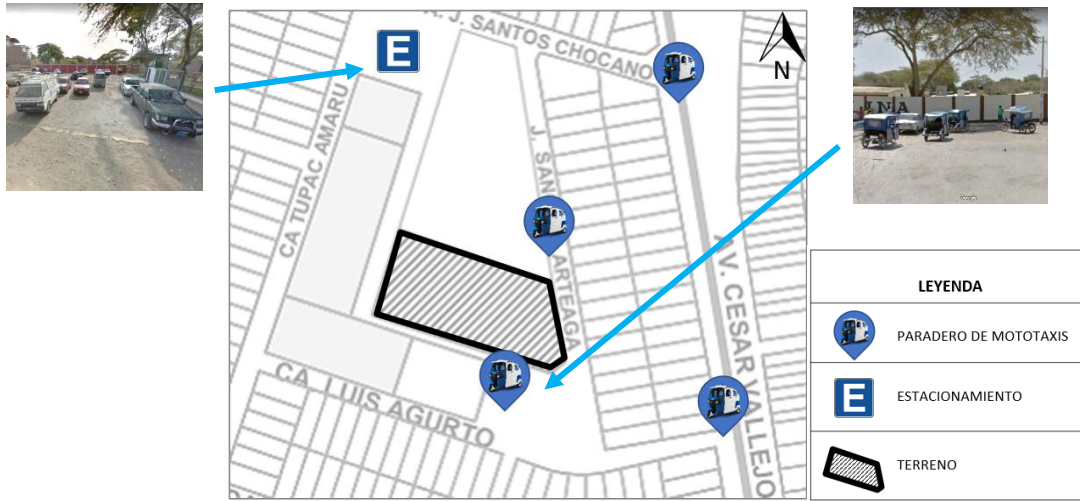 E
R. J. SANTOS CHOCANO
N
CA TUPAC AMARU
J. SAN
ARTEAGA
AV. CESAR VALLEJO
CA. LUIS AGURTO
LEYENDA
PARADERO DE MOTOTAXIS
E
ESTACIONAMIENTO
TERRENO
Google